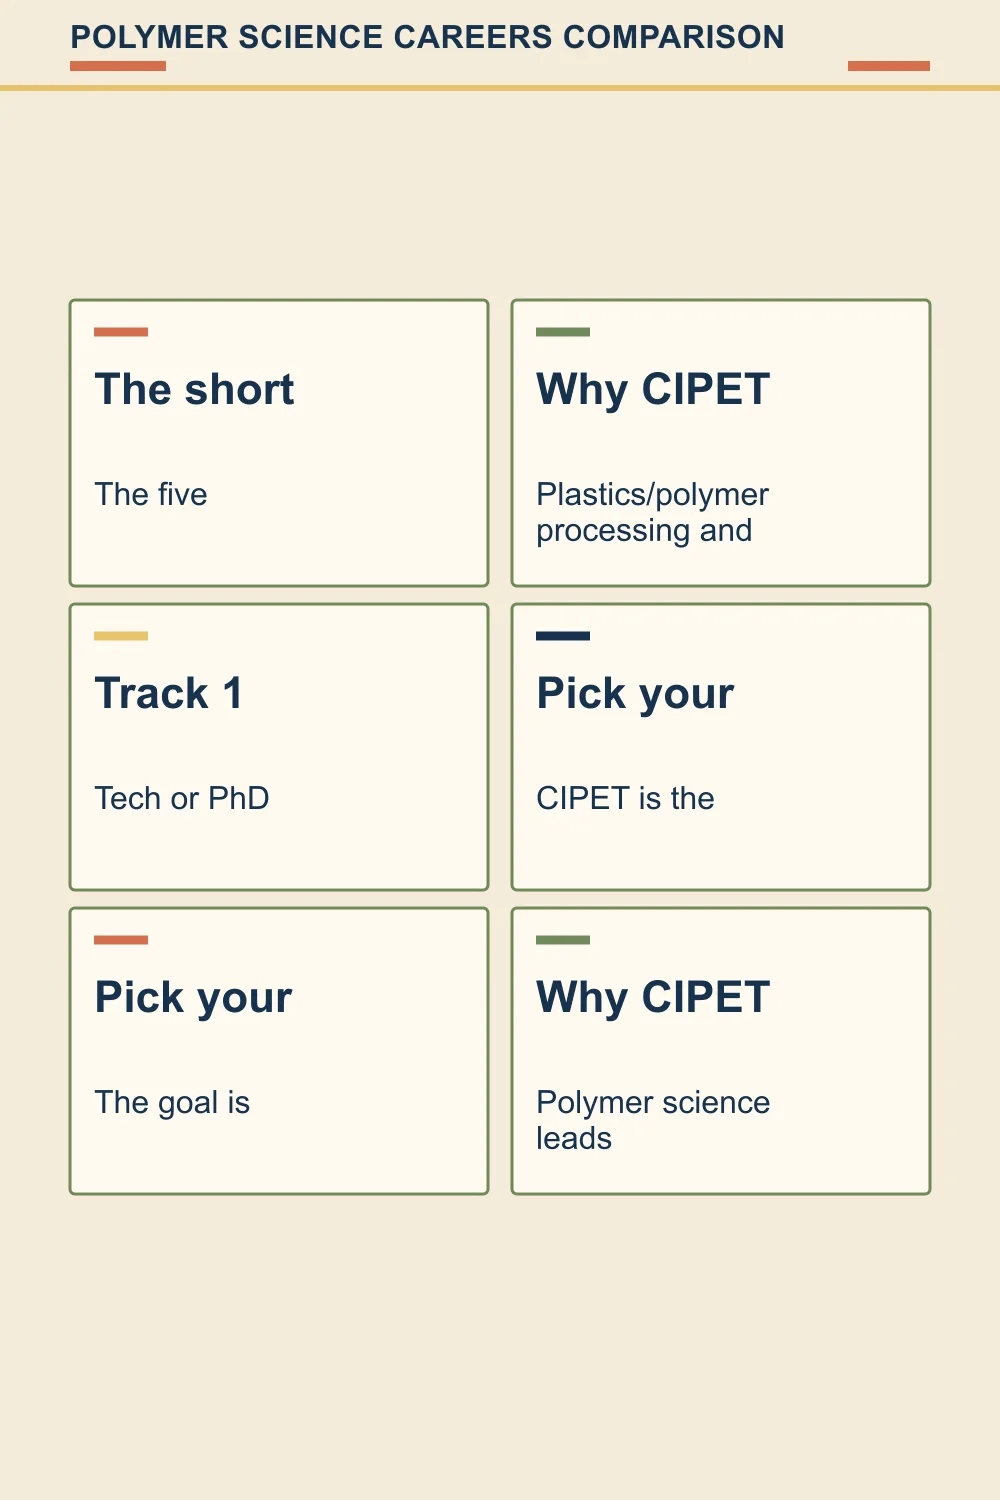 POLYMER SCIENCE CAREERS COMPARISON
The short
The five
Why CIPET
Plastics/polymer
processing and
Track 1
Tech or PhD
Pick your
CIPET is the
Pick your
The goal is
Why CIPET
Polymer science
leads